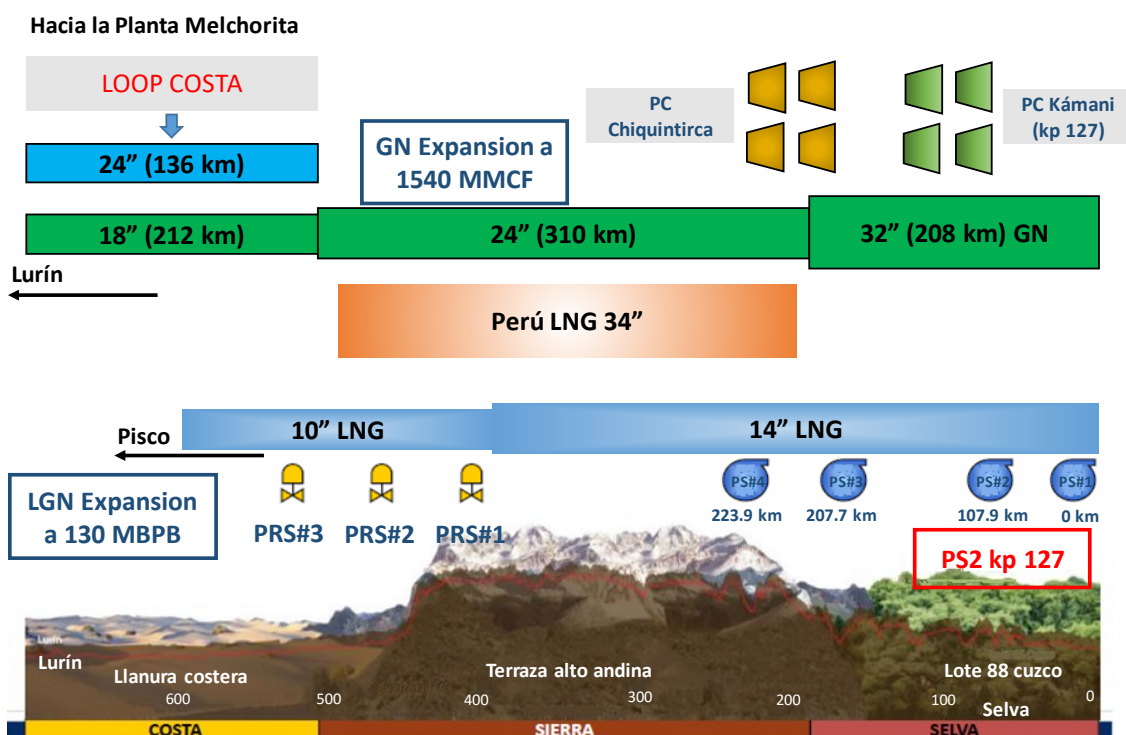 Hacia la Planta Melchorita
LOOP COSTA
PC
Chiquintirca
PC Kámani
(kp 127)
GN Expansion a
1540 MMCF
24” (136 km)
18” (212 km)
24” (310 km)
32” (208 km) GN
Lurín
Perú LNG 34”
Pisco
10” LNG
14” LNG
LGN Expansion
a 130 MBPB
PRS#3
PRS#2
PRS#1
PS#4
PS#3
PS#2
PS#1
223.9 km
207.7 km
107.9 km
0 km
PS2 kp 127
Lurín
Lurín
Llanura costera
Terraza alto andina
Lote 88 cuzco
600
500
400
300
200
100
0
Selva
COSTA
SIERRA
SELVA